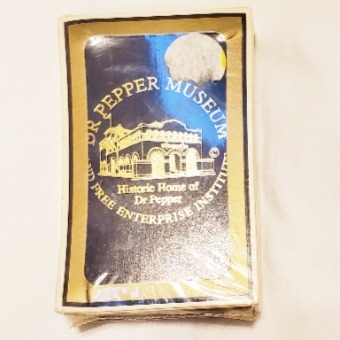 DR PEPPER MUSEUM
Historic Home of
Dr Pepper
AND FREE ENTERPRISE INSTITUTE